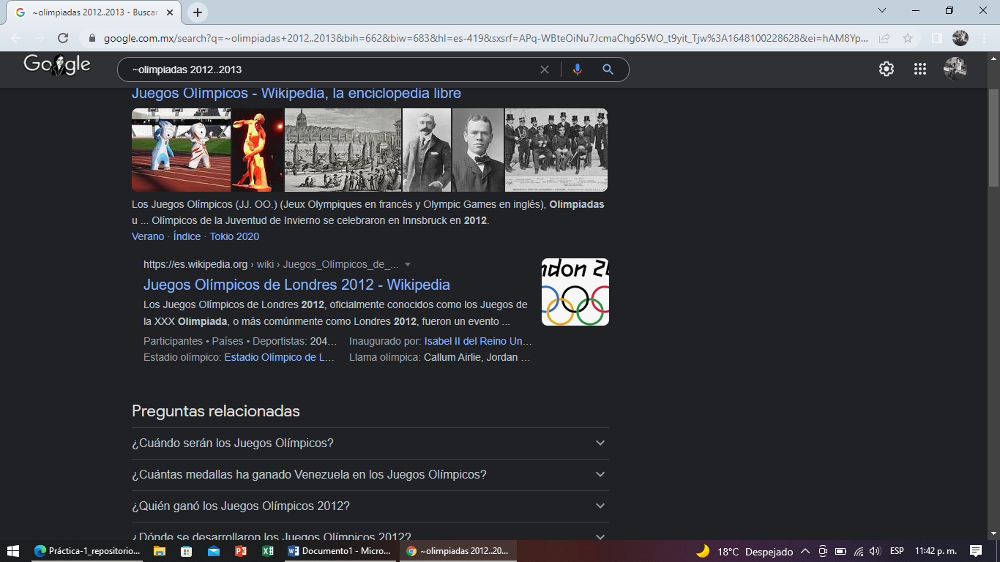 ~olimpiadas 2012..2013 - Buscar
google.com.mx/search?q=~olimpiadas+2012..2013&bih=662&biw=683&hl=es-419&sxsrf=APq-WBteOiNu7JcmaChg65WO_t9yit_Tjw%3A1648100228628&ei=hAM8Yp...
Google
~olimpiadas 2012..2013
Juegos Olímpicos - Wikipedia, la enciclopedia libre
Los Juegos Olímpicos (JJ. OO.) (Jeux Olympiques en francés y Olympic Games en inglés), Olimpiadas
u ... Olímpicos de la Juventud de Invierno se celebraron en Innsbruck en 2012.
Verano · Índice · Tokio 2020
https://es.wikipedia.org › wiki › Juegos_Olímpicos_de_...
Juegos Olímpicos de Londres 2012 - Wikipedia
Los Juegos Olímpicos de Londres 2012, oficialmente conocidos como los Juegos de
la XXX Olimpiada, o más comúnmente como Londres 2012, fueron un evento ...
Participantes • Países • Deportistas: 204... Inaugurado por: Isabel II del Reino Un...
Estadio olímpico: Estadio Olímpico de L... Llama olímpica: Callum Airlie, Jordan ...
Preguntas relacionadas
¿Cuándo serán los Juegos Olímpicos?
¿Cuántas medallas ha ganado Venezuela en los Juegos Olímpicos?
¿Quién ganó los Juegos Olímpicos 2012?
¿Dónde se desarrollaron los Juegos Olímpicos 2012?
Práctica-1_repositorio... Documento1 - Micro... ~olimpiadas 2012..20... 18°C Despejado ESP 11:42 p. m.